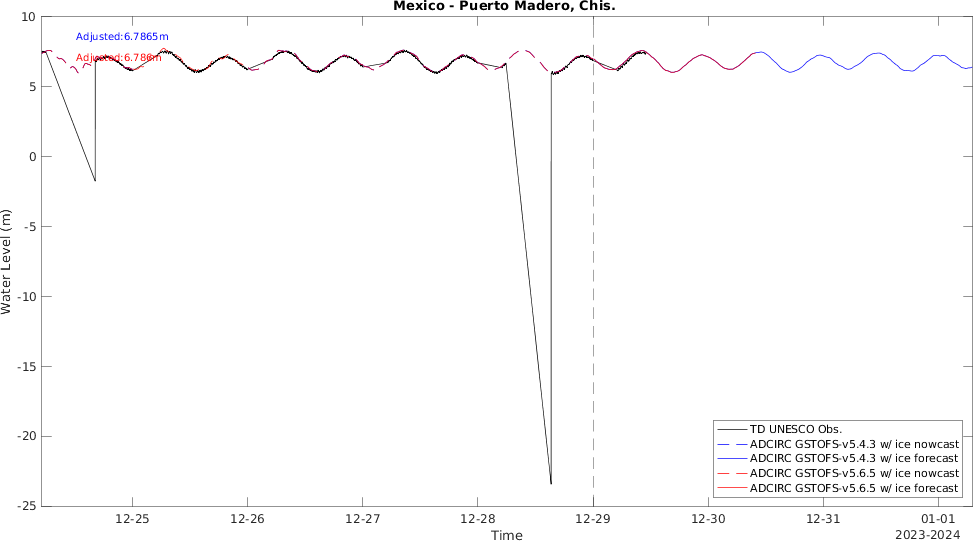 Mexico - Puerto Madero, Chis.
10
5
0
-5
-10
-15
-20
-25
Water Level (m)
Adjusted:6.7865m
Adjusted:6.786m
TD UNESCO Obs.
ADCIRC GSTOFS-v5.4.3 w/ ice nowcast
ADCIRC GSTOFS-v5.4.3 w/ ice forecast
ADCIRC GSTOFS-v5.6.5 w/ ice nowcast
ADCIRC GSTOFS-v5.6.5 w/ ice forecast
12-25 12-26 12-27 12-28 12-29 12-30 12-31 01-01
Time
2023-2024